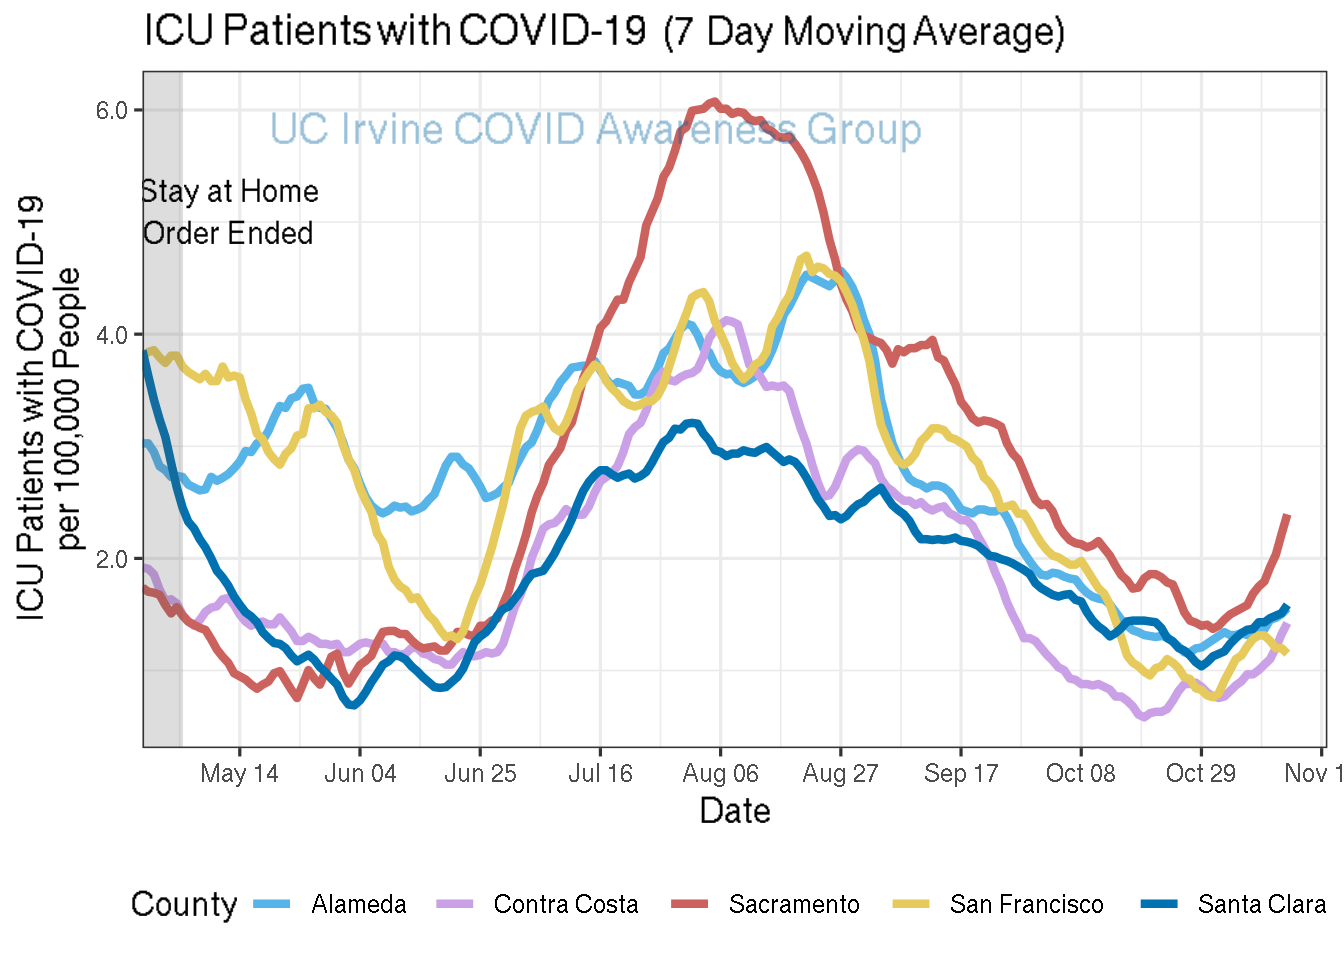 ICU Patients with COVID-19 (7 Day Moving Average)
UC Irvine COVID Awareness Group
Stay at Home
Order Ended
ICU Patients with COVID-19
per 100,000 People
6.0
4.0
2.0
May 14 Jun 04 Jun 25 Jul 16 Aug 06 Aug 27 Sep 17 Oct 08 Oct 29 Nov 1
Date
County Alameda Contra Costa Sacramento San Francisco Santa Clara